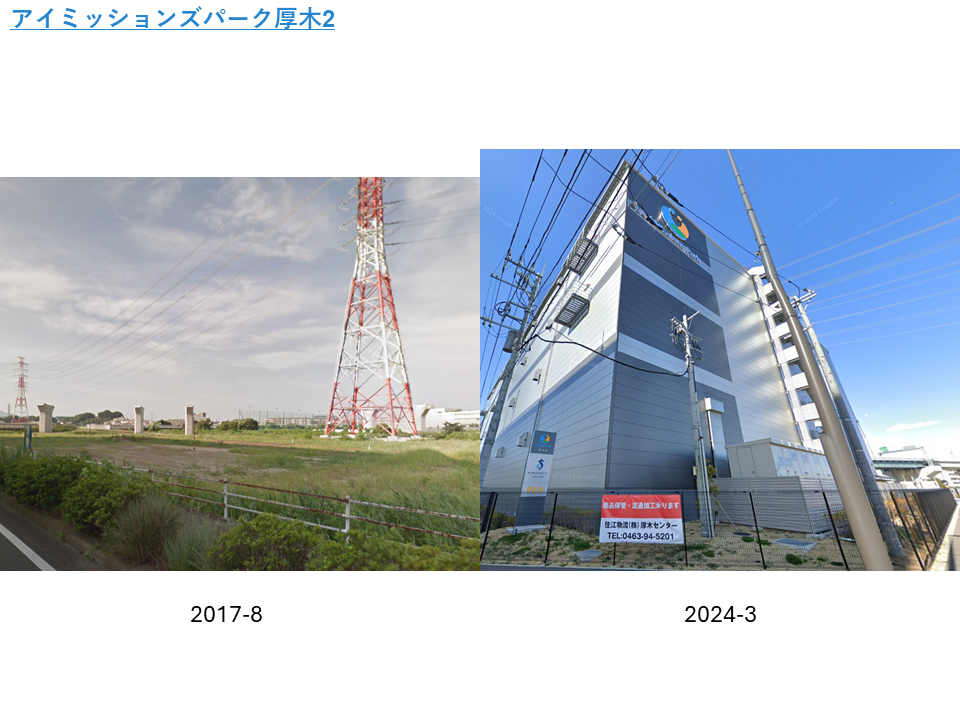 アイミッションズパーク厚木2
商品保管・流通加工承ります
住江物流(株)厚木センター
TEL:0463-94-5201
2017-8
2024-3